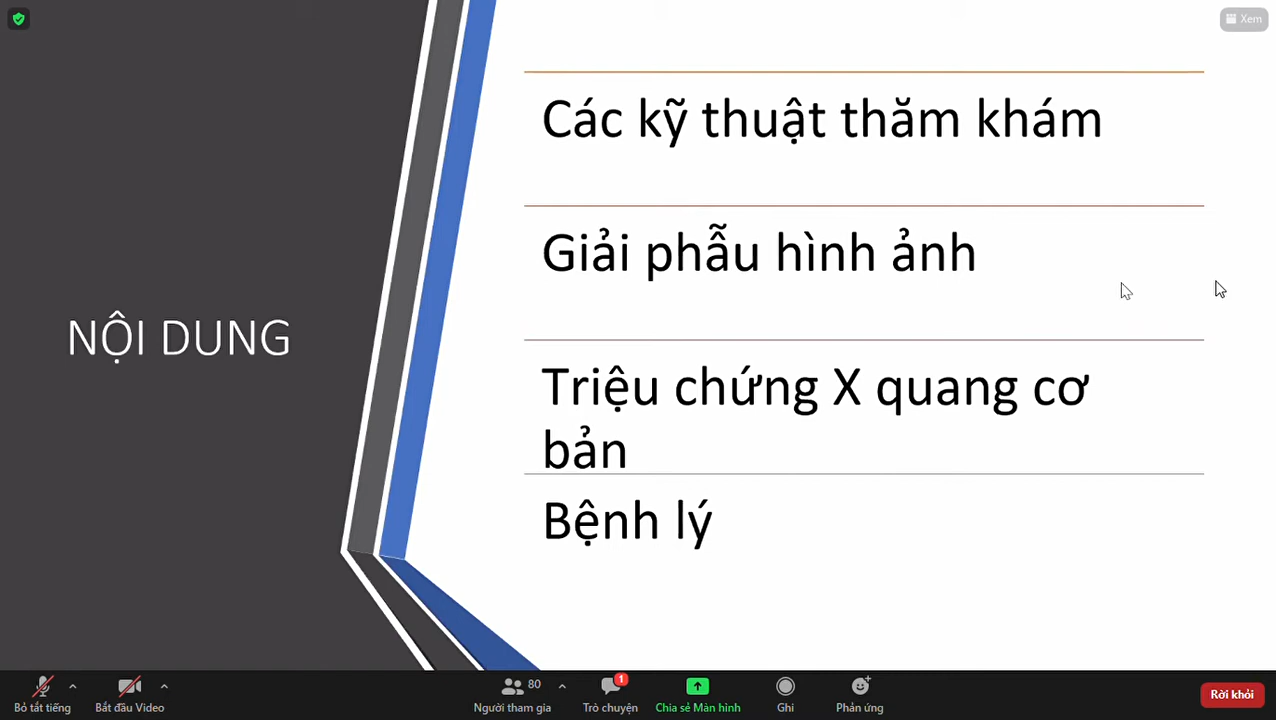 Xem
NỘI DUNG
Các kỹ thuật thăm khám
Giải phẫu hình ảnh
Triệu chứng X quang cơ
bản
Bệnh lý
Bỏ tắt tiếng
Bắt đầu Video
80
Người tham gia
1
Trò chuyện
Chia sẻ Màn hình
Ghi
Phản ứng
Rời khỏi